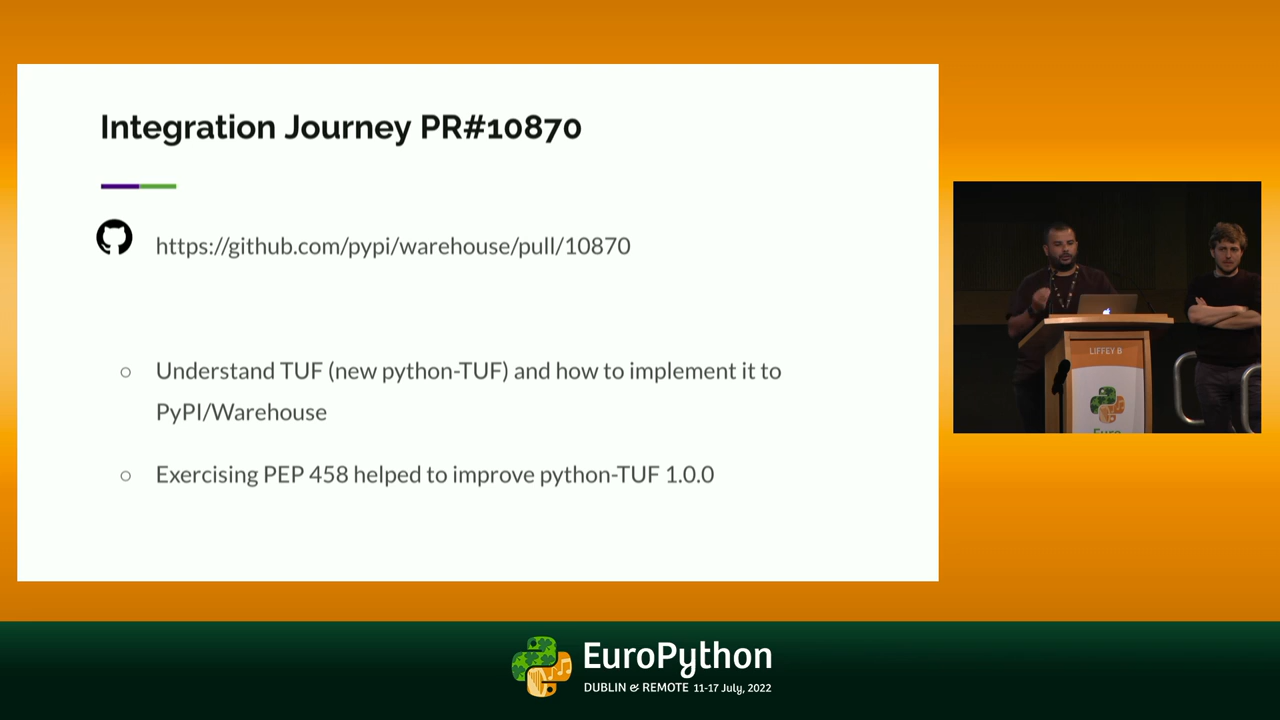 Integration Journey PR#10870
https://github.com/pypi/warehouse/pull/10870
○ Understand TUF (new python-TUF) and how to implement it to
PyPI/Warehouse
○ Exercising PEP 458 helped to improve python-TUF 1.0.0
LIFFEY B
Euro
EuroPython
DUBLIN & REMOTE 11-17 July, 2022